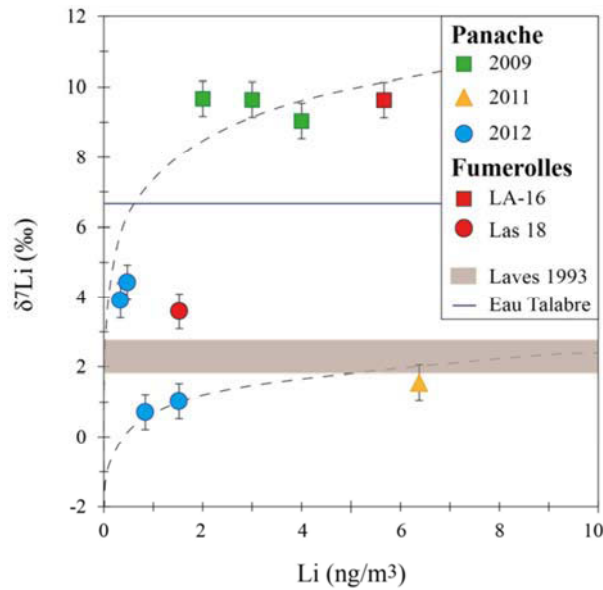 12
10
8
6
4
2
0
-2
δ7Li (‰)
0
2
4
6
8
10
Li (ng/m3)
Panache
2009
2011
2012
Fumerolles
LA-16
Las 18
Laves 1993
Eau Talabre